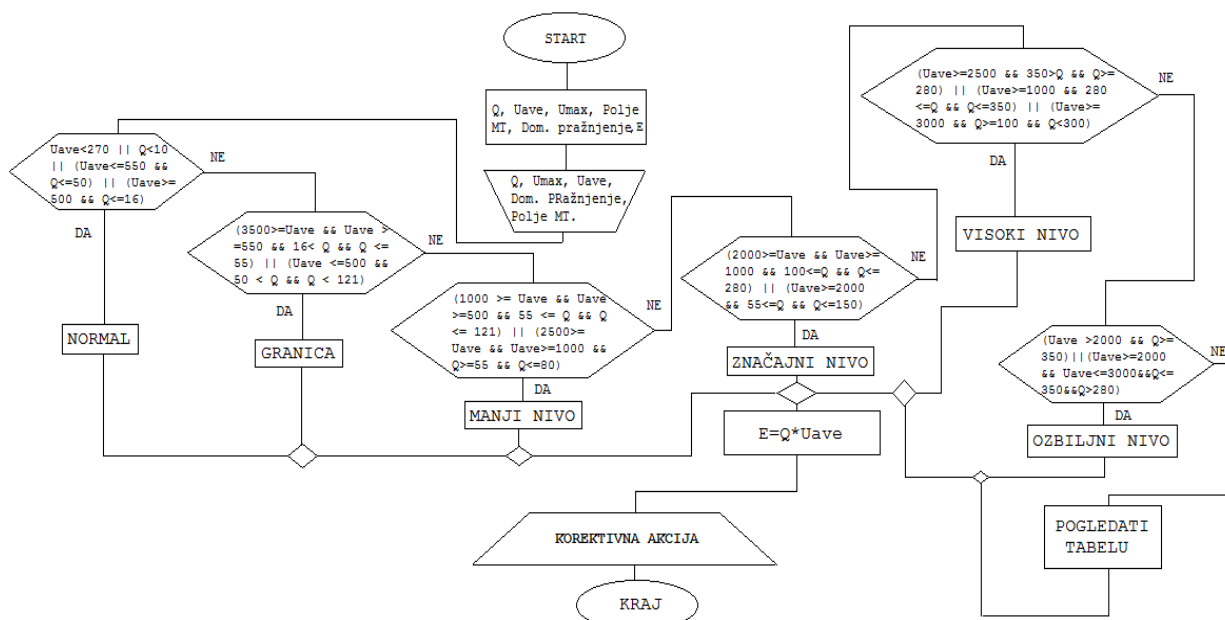 START
Q, Uave, Umax, Polje
MT, Dom. pražnjenje, E
Q, Umax, Uave,
Dom. PRažnjenje,
Polje MT.
Uave<270 || Q<10
|| (Uave<=550 &&
Q<=50) || (Uave>=
500 && Q<=16)
NE
DA
NORMAL
(3500>=Uave && Uave >
=550 && 16< Q && Q <=
55) || (Uave <=500 &&
50 < Q && Q < 121)
NE
DA
GRANICA
(1000 >= Uave && Uave
>=500 && 55 <= Q && Q
<= 121) || (2500>=
Uave && Uave>=1000 &&
Q>=55 && Q<=80)
NE
DA
MANJI NIVO
(2000>=Uave && Uave>=
1000 && 100<=Q && Q<=
280) || (Uave>=2000
&& 55<=Q && Q<=150)
NE
DA
ZNAČAJNI NIVO
(Uave>=2500 && 350>Q && Q>=
280) || (Uave>=1000 && 280
<=Q && Q<=350) || (Uave>=
3000 && Q>=100 && Q<300)
NE
DA
VISOKI NIVO
(Uave >2000 && Q>=
350)||(Uave>=2000
&& Uave<=3000&&Q<=
350&&Q>280)
NE
DA
OZBILJNI NIVO
POGLEDATI
TABELU
E=Q*Uave
KOREKTIVNA AKCIJA
KRAJ